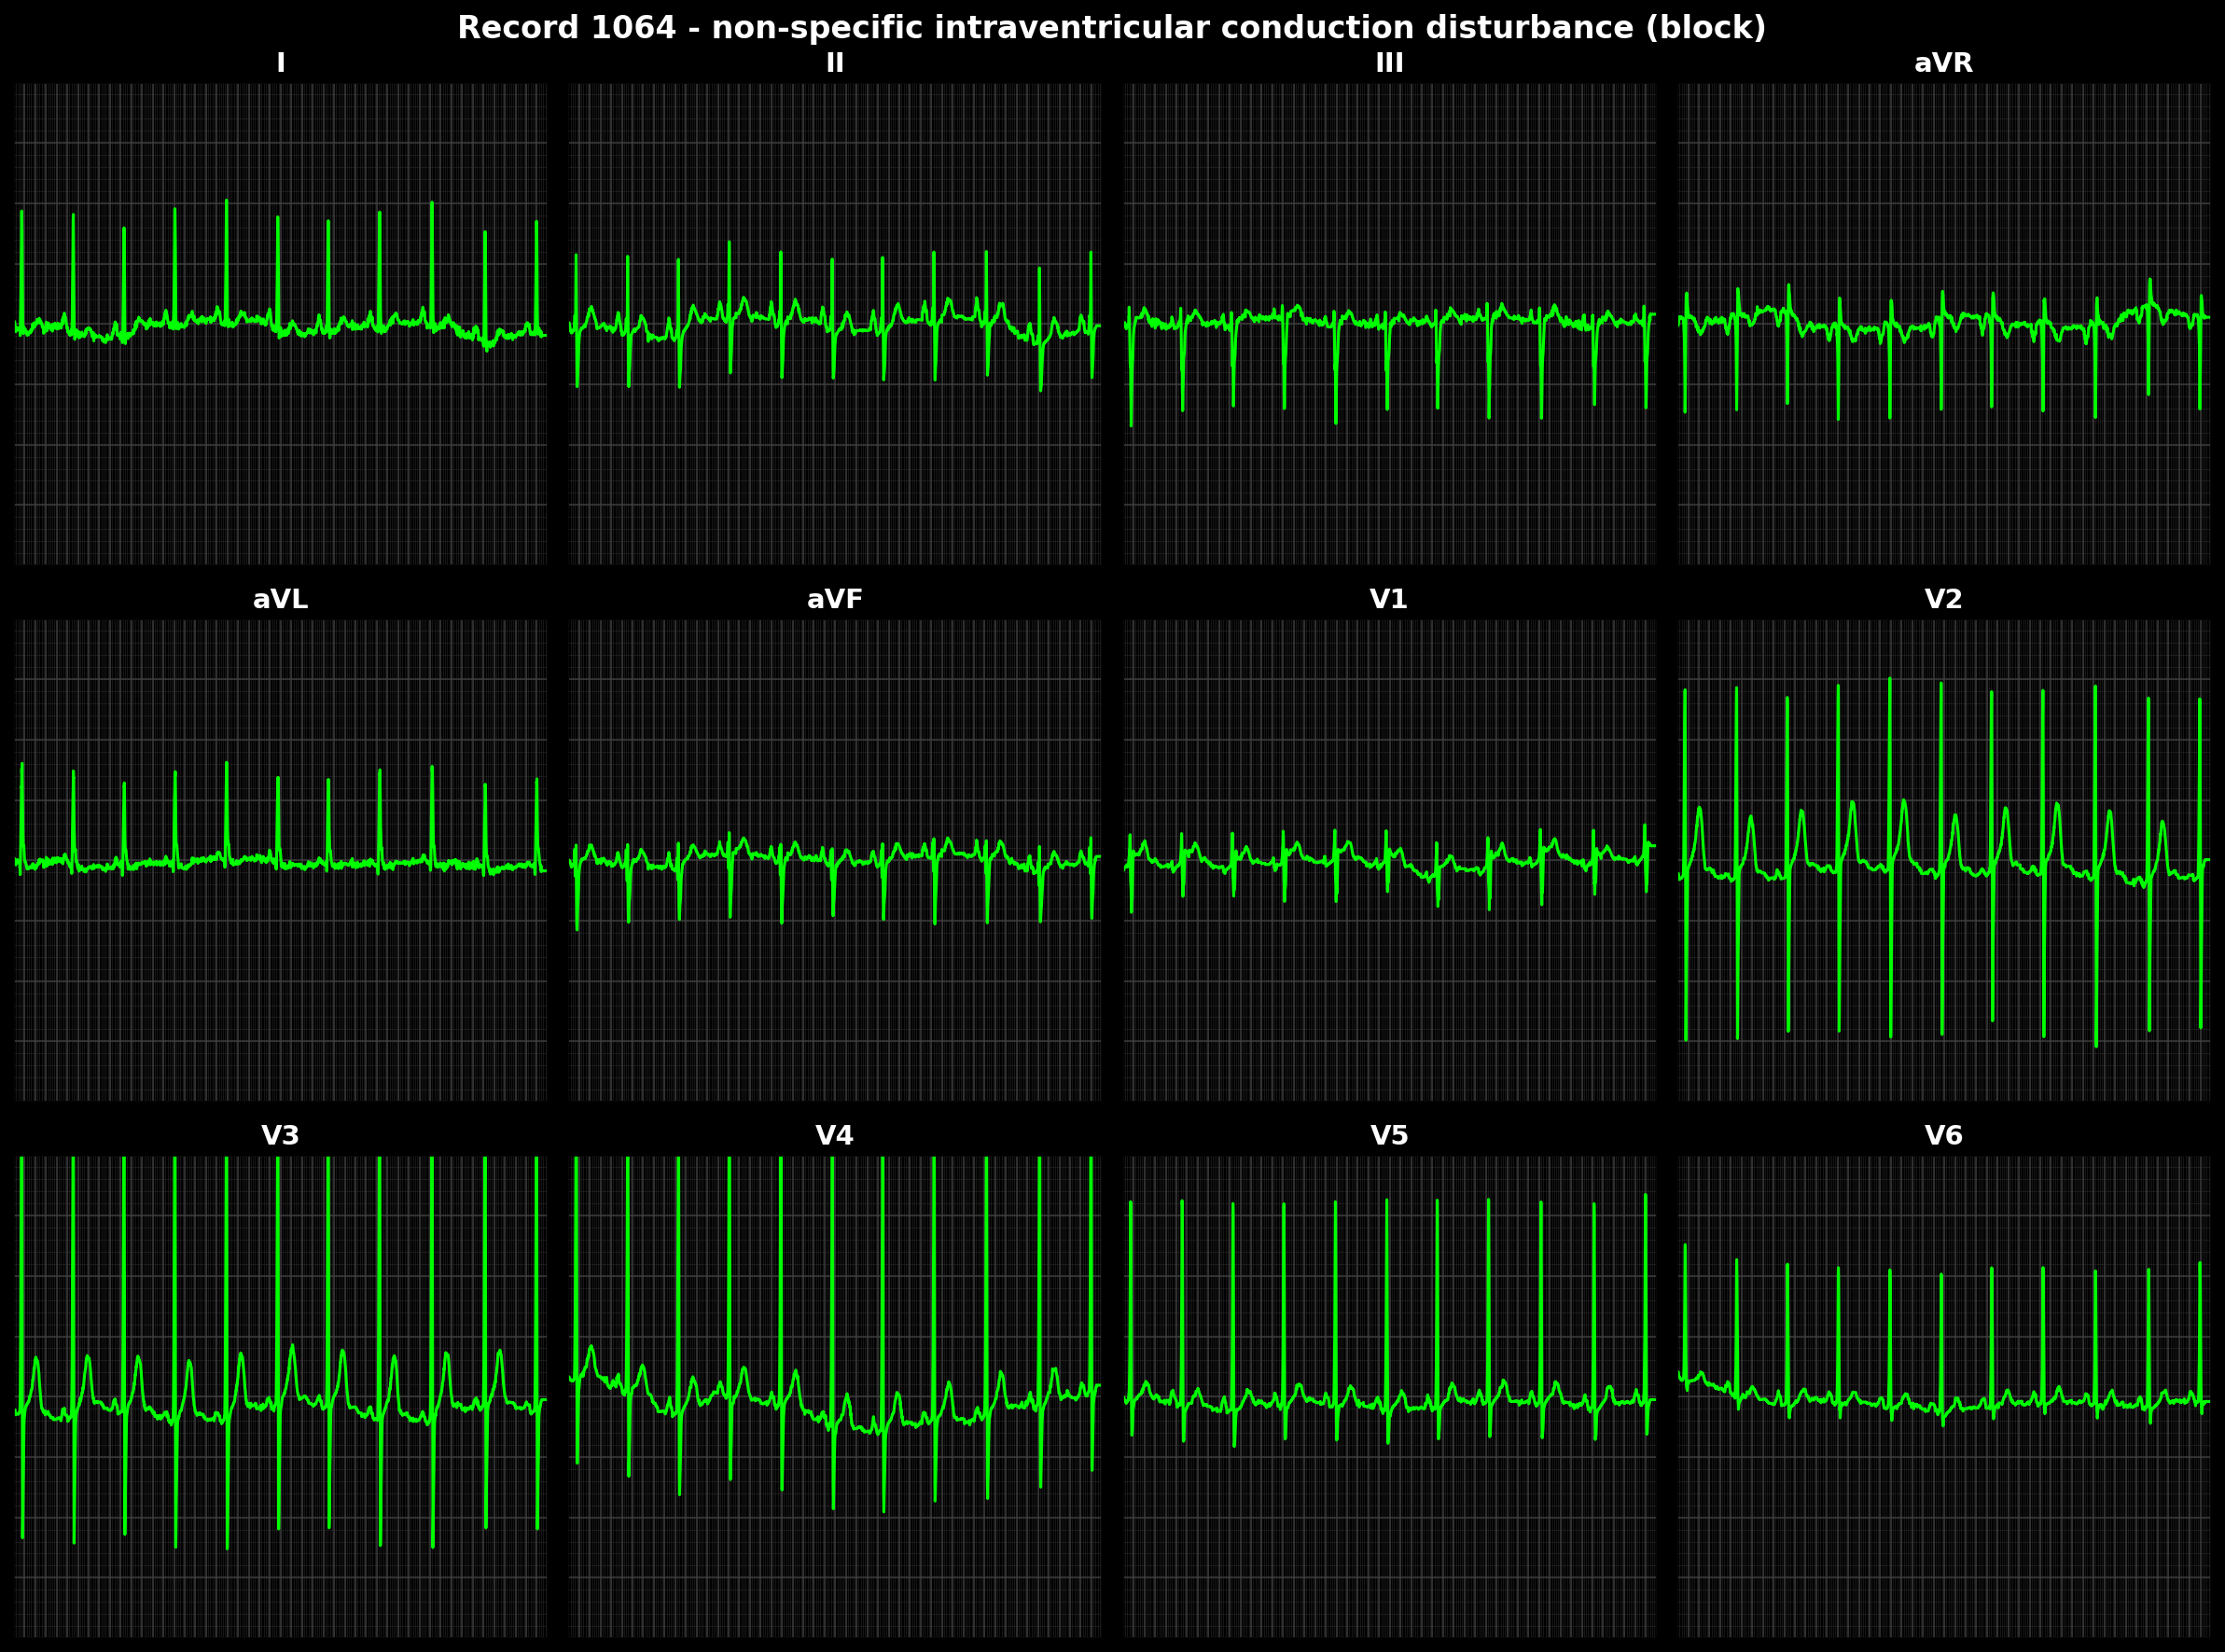 Record 1064 - non-specific intraventricular conduction disturbance (block)
I
II
III
aVR
aVL
aVF
V1
V2
V3
V4
V5
V6